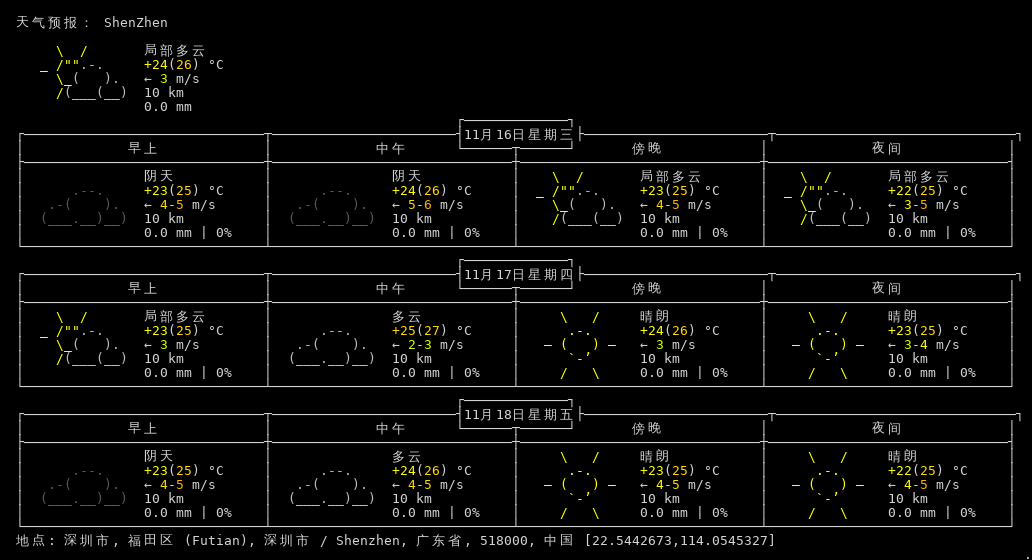 天气预报： ShenZhen
局部多云
+24(26) °C
← 3 m/s
10 km
0.0 mm
11月16日星期三
早上 中午 傍晚 夜间
阴天 阴天 局部多云 局部多云
+23(25) °C +24(26) °C +23(25) °C +22(25) °C
← 4-5 m/s ← 5-6 m/s ← 4-5 m/s ← 3-5 m/s
10 km 10 km 10 km 10 km
0.0 mm | 0% 0.0 mm | 0% 0.0 mm | 0% 0.0 mm | 0%
11月17日星期四
早上 中午 傍晚 夜间
局部多云 多云 晴朗 晴朗
+23(25) °C +25(27) °C +24(26) °C +23(25) °C
← 3 m/s ← 2-3 m/s ← 3 m/s ← 3-4 m/s
10 km 10 km 10 km 10 km
0.0 mm | 0% 0.0 mm | 0% 0.0 mm | 0% 0.0 mm | 0%
11月18日星期五
早上 中午 傍晚 夜间
阴天 多云 晴朗 晴朗
+23(25) °C +24(26) °C +23(25) °C +22(25) °C
← 4-5 m/s ← 4-5 m/s ← 4-5 m/s ← 4-5 m/s
10 km 10 km 10 km 10 km
0.0 mm | 0% 0.0 mm | 0% 0.0 mm | 0% 0.0 mm | 0%
地点: 深圳市, 福田区 (Futian), 深圳市 / Shenzhen, 广东省, 518000, 中国 [22.5442673,114.0545327]